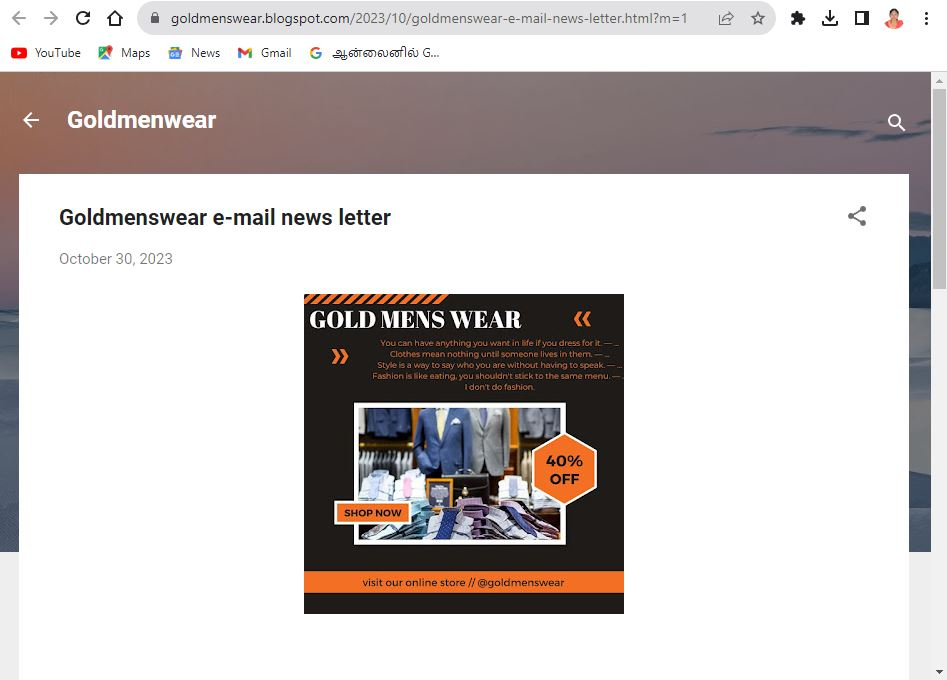 goldmenswear.blogspot.com/2023/10/goldmenswear-e-mail-news-letter.html?m=1
YouTube Maps News Gmail ஆன்லைனில் G...
Goldmenwear
Goldmenswear e-mail news letter
October 30, 2023
GOLD MENS WEAR
You can have anything you want in life if you dress for it. — ...
Clothes mean nothing until someone lives in them. — ...
Style is a way to say who you are without having to speak. — ...
Fashion is like eating, you shouldn't stick to the same menu. — ...
I don't do fashion,
40%
OFF
SHOP NOW
visit our online store // @goldmenswear